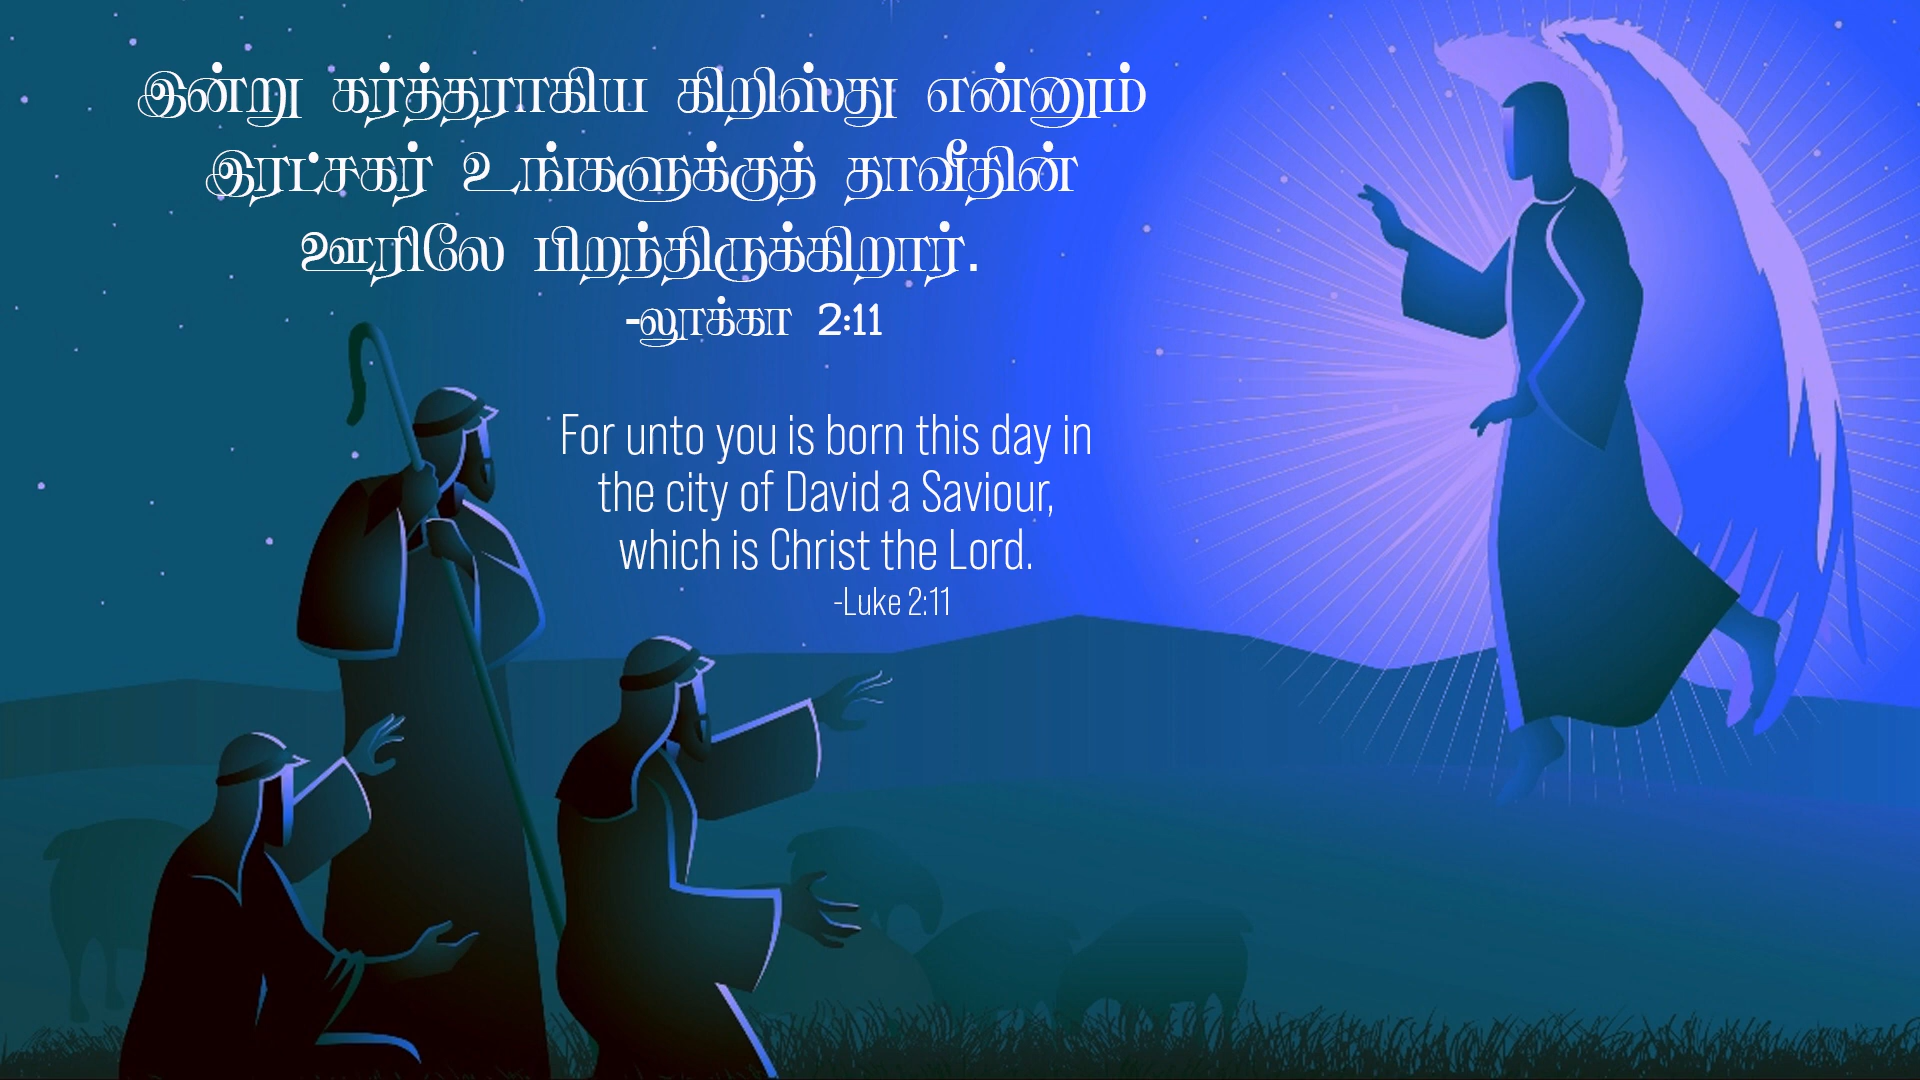 இன்று கர்த்தராகிய கிறிஸ்து என்னும்
இரட்சகர் உங்களுக்குத் தாவீதின்
ஊரிலே பிறந்திருக்கிறார்.
-லூக்கா 2:11
For unto you is born this day in
the city of David a Saviour,
which is Christ the Lord.
-Luke 2:11